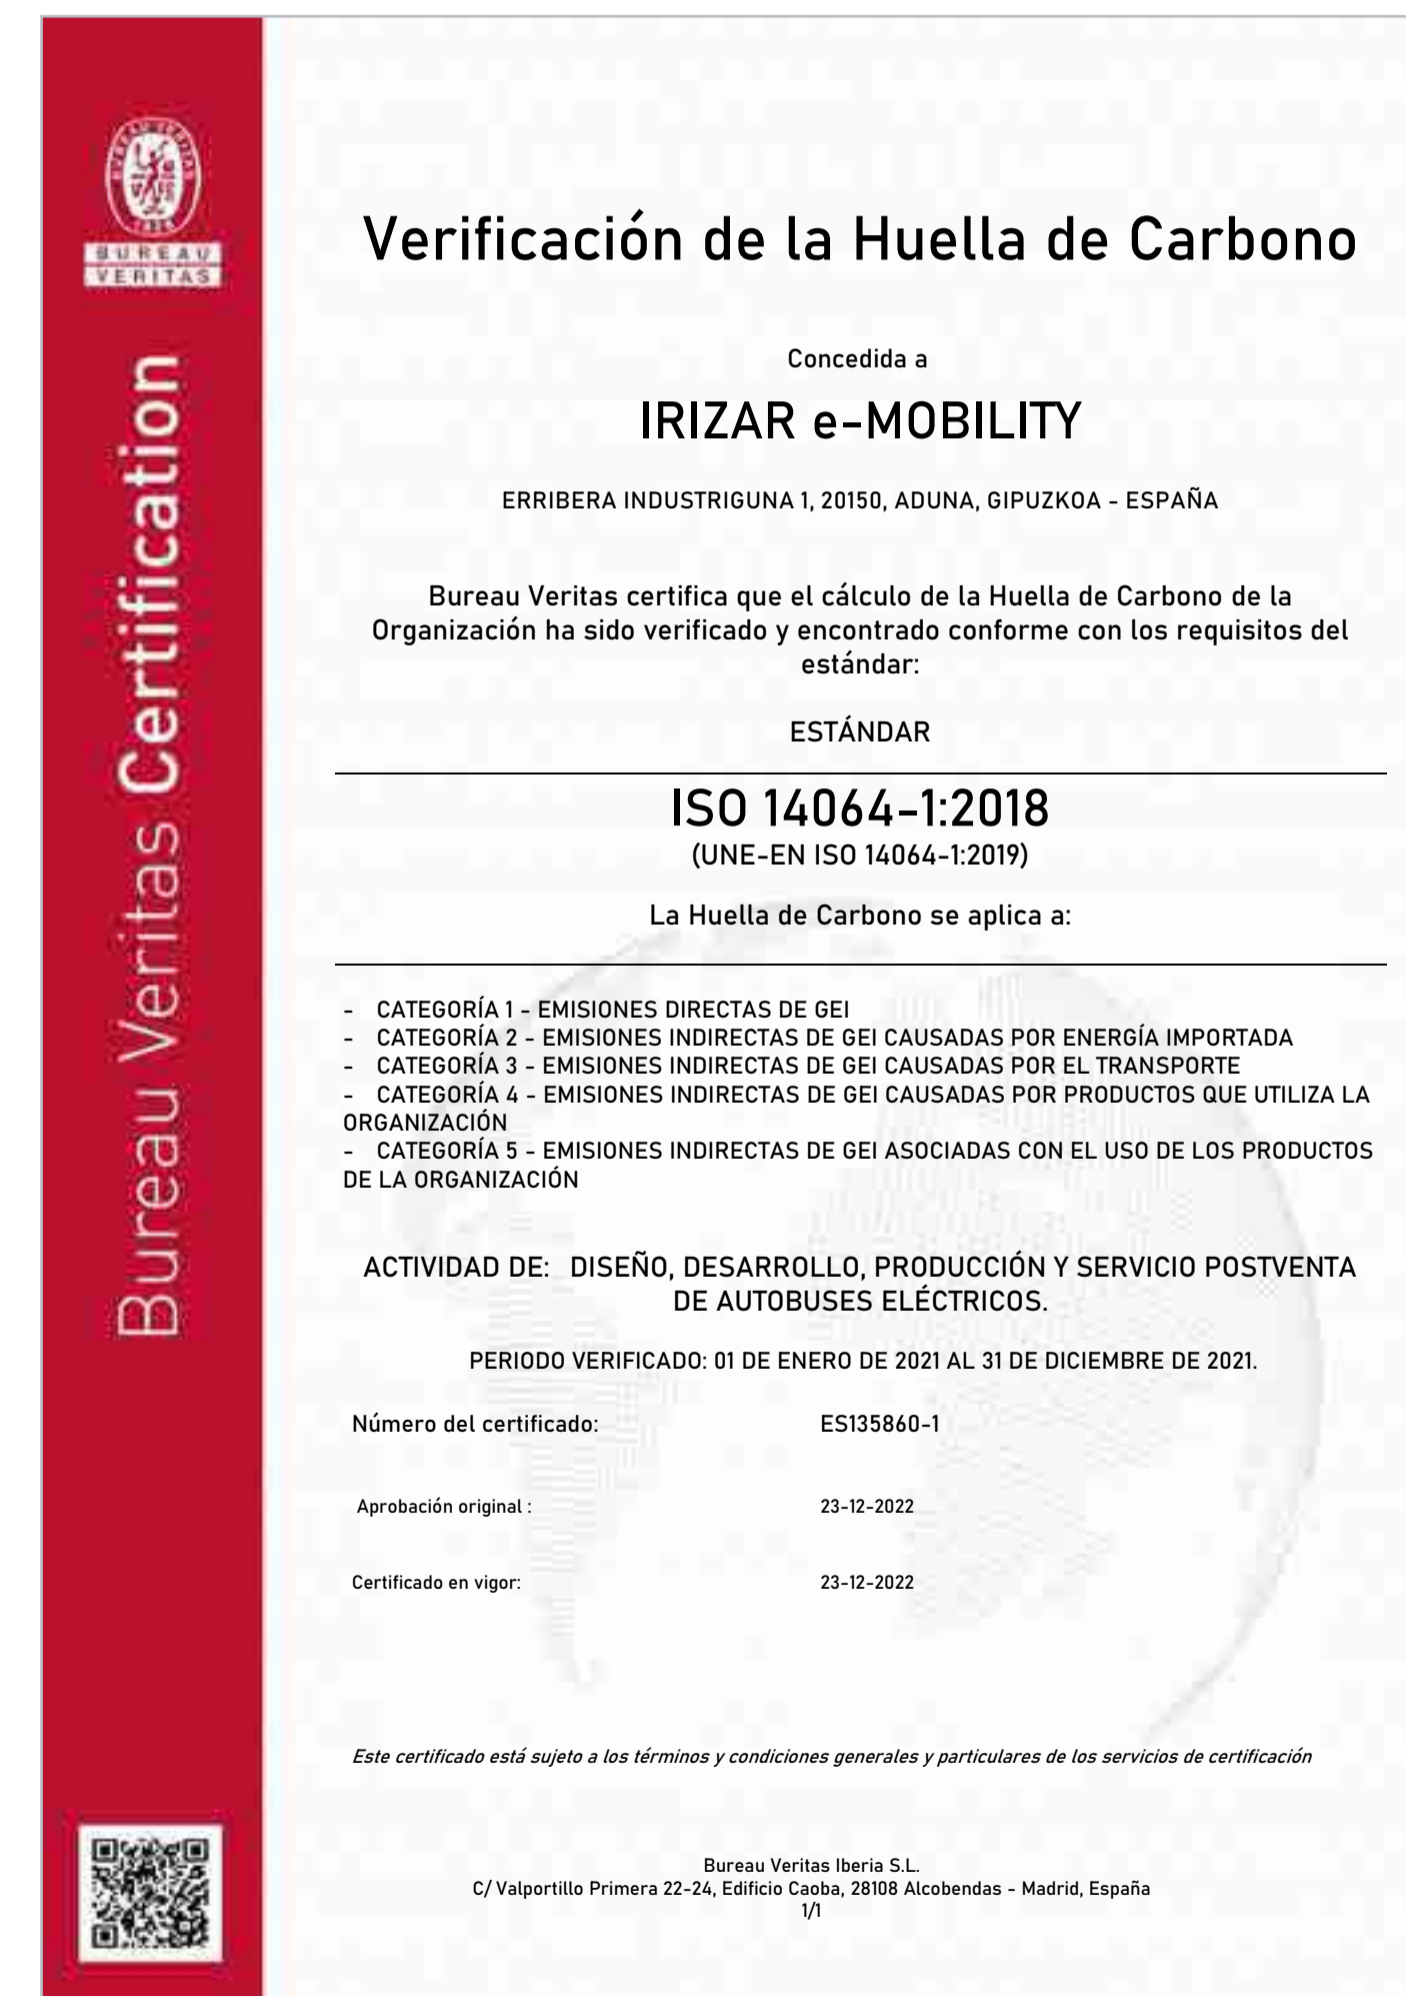 BUREAU VERITAS
1828
BUREAU
VERITAS
Bureau Veritas Certification
Verificación de la Huella de Carbono
Concedida a
IRIZAR e-MOBILITY
ERRIBERA INDUSTRIGUNA 1, 20150, ADUNA, GIPUZKOA - ESPAÑA
Bureau Veritas certifica que el cálculo de la Huella de Carbono de la
Organización ha sido verificado y encontrado conforme con los requisitos del
estándar:
ESTÁNDAR
ISO 14064-1:2018
(UNE-EN ISO 14064-1:2019)
La Huella de Carbono se aplica a:
- CATEGORÍA 1 - EMISIONES DIRECTAS DE GEI
- CATEGORÍA 2 - EMISIONES INDIRECTAS DE GEI CAUSADAS POR ENERGÍA IMPORTADA
- CATEGORÍA 3 - EMISIONES INDIRECTAS DE GEI CAUSADAS POR EL TRANSPORTE
- CATEGORÍA 4 - EMISIONES INDIRECTAS DE GEI CAUSADAS POR PRODUCTOS QUE UTILIZA LA
ORGANIZACIÓN
- CATEGORÍA 5 - EMISIONES INDIRECTAS DE GEI ASOCIADAS CON EL USO DE LOS PRODUCTOS
DE LA ORGANIZACIÓN
ACTIVIDAD DE: DISEÑO, DESARROLLO, PRODUCCIÓN Y SERVICIO POSTVENTA
DE AUTOBUSES ELÉCTRICOS.
PERIODO VERIFICADO: 01 DE ENERO DE 2021 AL 31 DE DICIEMBRE DE 2021.
Número del certificado: ES135860-1
Aprobación original : 23-12-2022
Certificado en vigor: 23-12-2022
Este certificado está sujeto a los términos y condiciones generales y particulares de los servicios de certificación
Bureau Veritas Iberia S.L.
C/ Valportillo Primera 22-24, Edificio Caoba, 28108 Alcobendas - Madrid, España
1/1